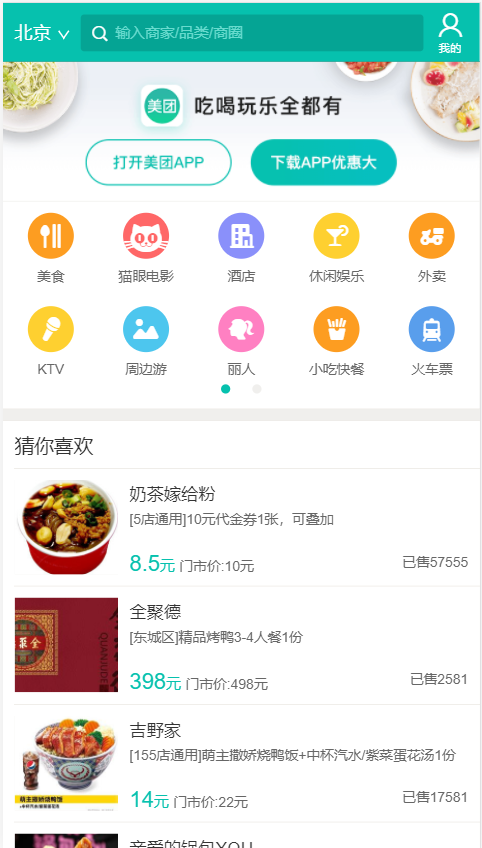 北京
输入商家/品类/商圈
我的
美团
吃喝玩乐全都有
打开美团APP
下载APP优惠大
美食
猫眼电影
酒店
休闲娱乐
外卖
KTV
周边游
丽人
小吃快餐
火车票
猜你喜欢
奶茶嫁给粉
[5店通用]10元代金券1张，可叠加
8.5元 门市价:10元
已售57555
全聚德
[东城区]精品烤鸭3-4人餐1份
398元 门市价:498元
已售2581
吉野家
[155店通用]萌主撒娇烧鸭饭+中杯汽水/紫菜蛋花汤1份
14元 门市价:22元
已售17581
萌主撒娇烧鸭饭